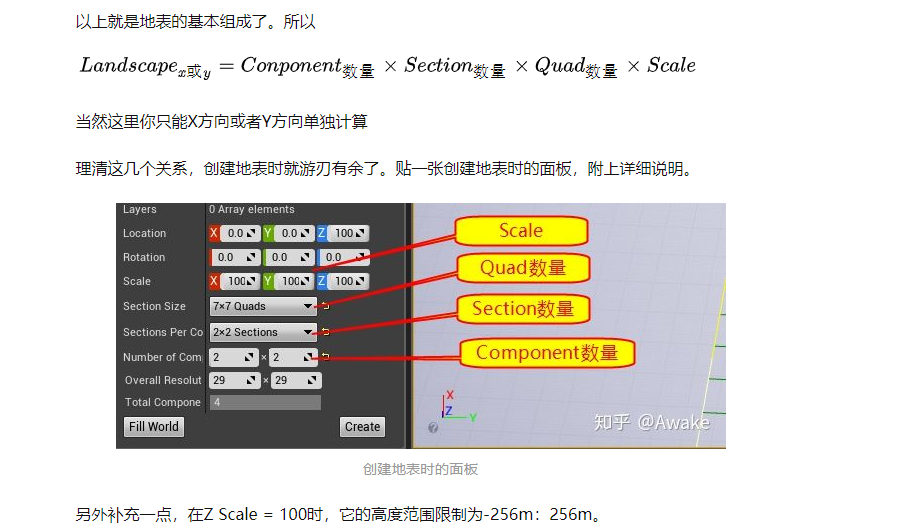 以上就是地表的基本组成了。所以
Landscapex或y = Conponent数量 × Section数量 × Quad数量 × Scale
当然这里你只能X方向或者Y方向单独计算
理清这几个关系，创建地表时就游刃有余了。贴一张创建地表时的面板，附上详细说明。
Layers 0 Array elements
Location X 0.0 Y 0.0 Z 100
Rotation 0.0 0.0 0.0
Scale X 100 Y 100 Z 100
Section Size 7×7 Quads
Sections Per Co 2×2 Sections
Number of Com 2 × 2
Overall Resolut 29 × 29
Total Compone 4
Fill World Create
Scale
Quad数量
Section数量
Component数量
X
Z Y
?
知乎 @Awake
创建地表时的面板
另外补充一点，在Z Scale = 100时，它的高度范围限制为-256m：256m。